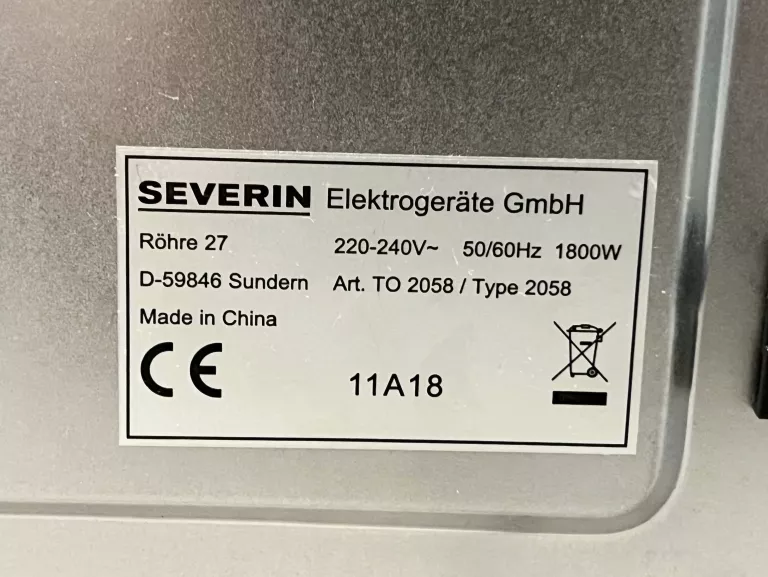 SEVERIN Elektrogeräte GmbH
Röhre 27 220-240V~ 50/60Hz 1800W
D-59846 Sundern Art. TO 2058 / Type 2058
Made in China
CE 11A18